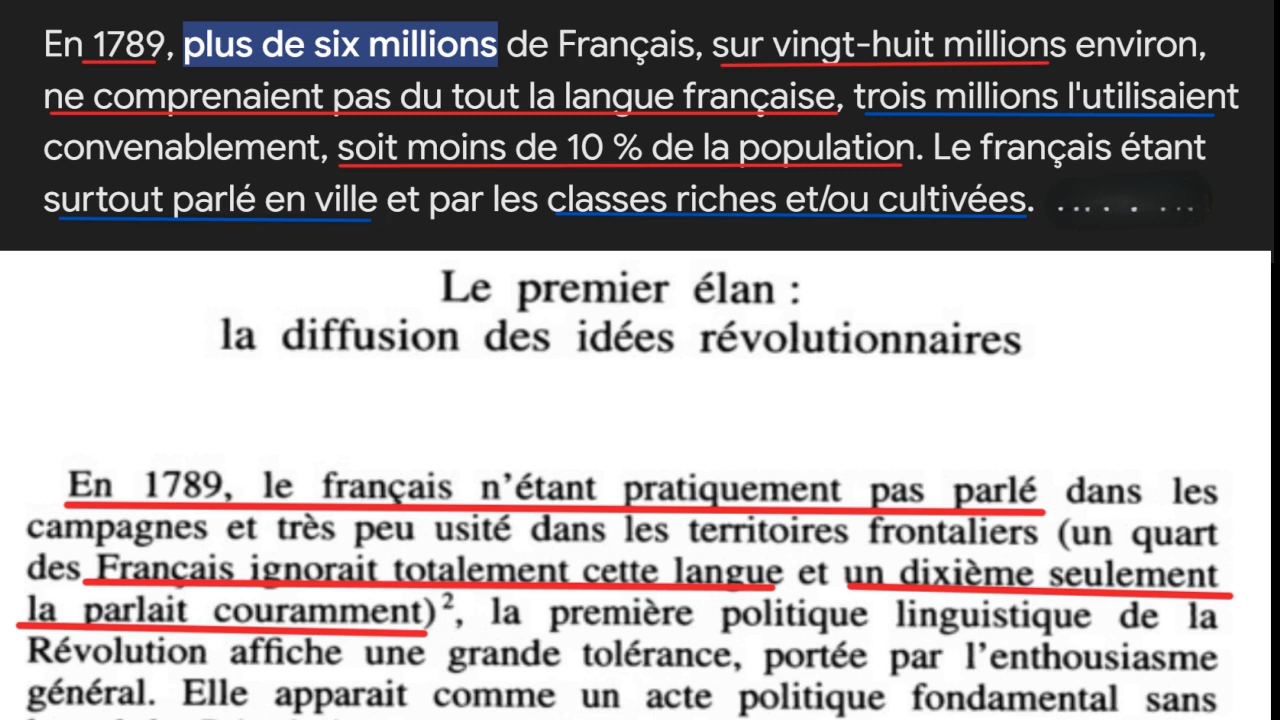 En 1789, plus de six millions de Français, sur vingt-huit millions environ,
ne comprenaient pas du tout la langue française, trois millions l'utilisaient
convenablement, soit moins de 10 % de la population. Le français étant
surtout parlé en ville et par les classes riches et/ou cultivées.
Le premier élan :
la diffusion des idées révolutionnaires
En 1789, le français n'étant pratiquement pas parlé dans les
campagnes et très peu usité dans les territoires frontaliers (un quart
des Français ignorait totalement cette langue et un dixième seulement
la parlait couramment)², la première politique linguistique de la
Révolution affiche une grande tolérance, portée par l'enthousiasme
général. Elle apparait comme un acte politique fondamental sans